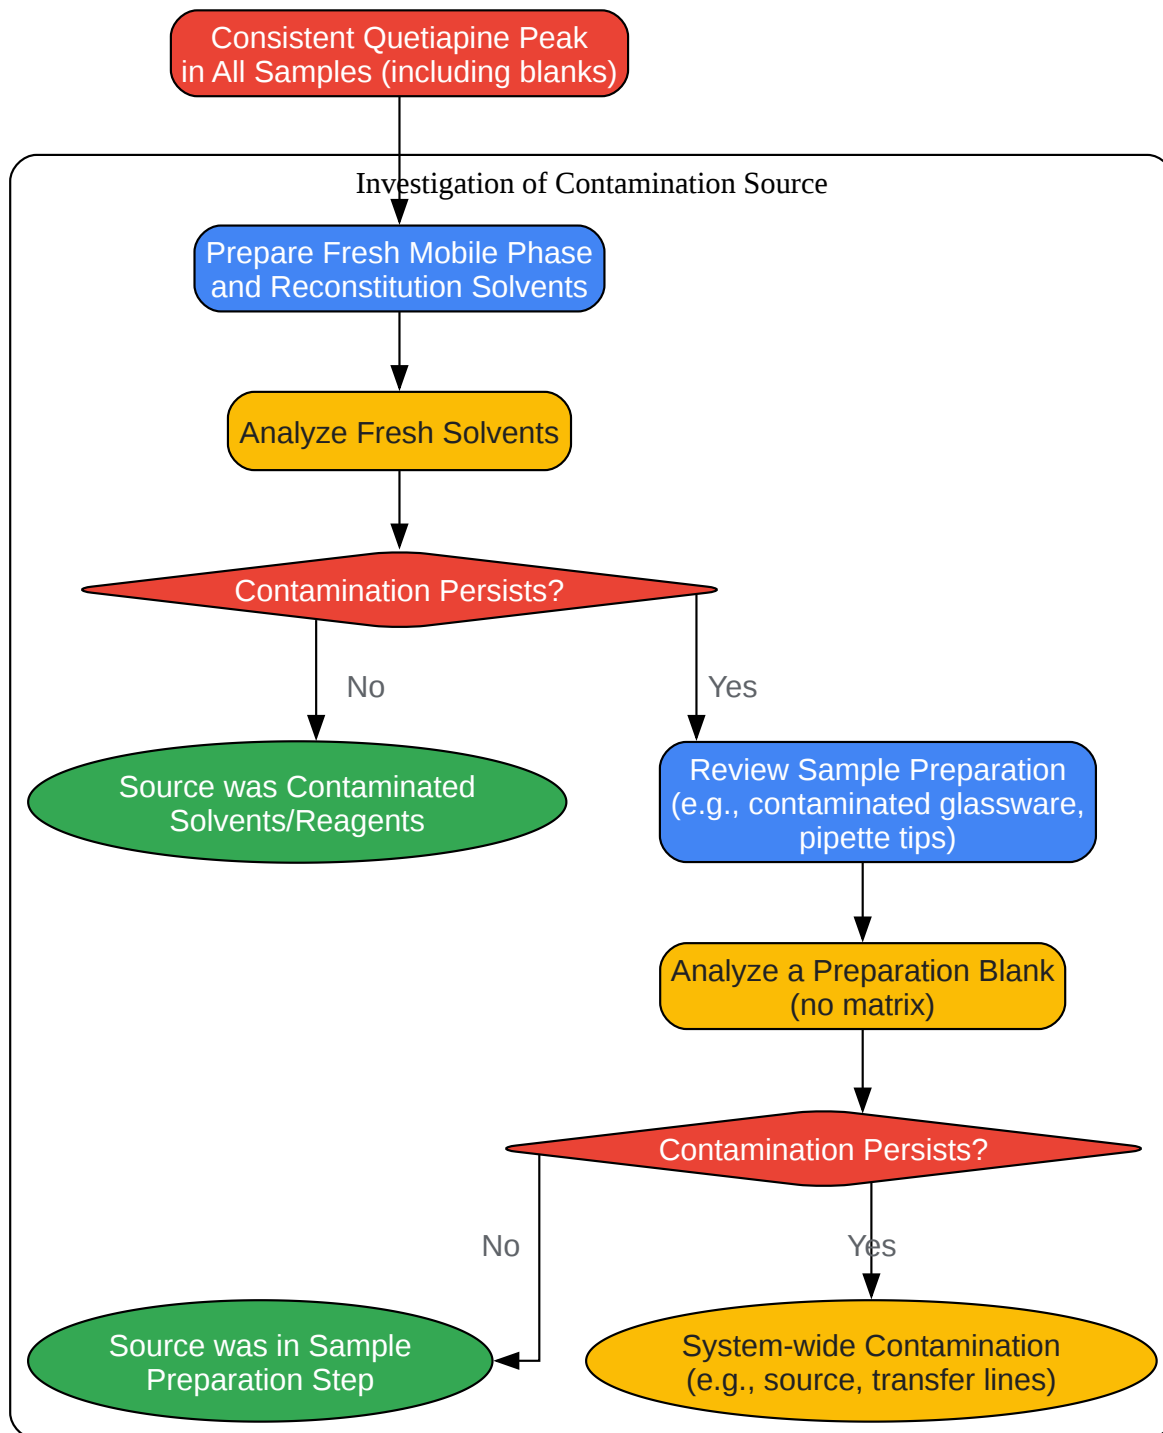 Consistent Quetiapine Peak
in All Samples (including blanks)
Investigation of Contamination Source
Prepare Fresh Mobile Phase
and Reconstitution Solvents
Analyze Fresh Solvents
Contamination Persists?
No
Yes
Source was Contaminated
Solvents/Reagents
Review Sample Preparation
(e.g., contaminated glassware,
pipette tips)
Analyze a Preparation Blank
(no matrix)
Contamination Persists?
No
Yes
Source was in Sample
Preparation Step
System-wide Contamination
(e.g., source, transfer lines)